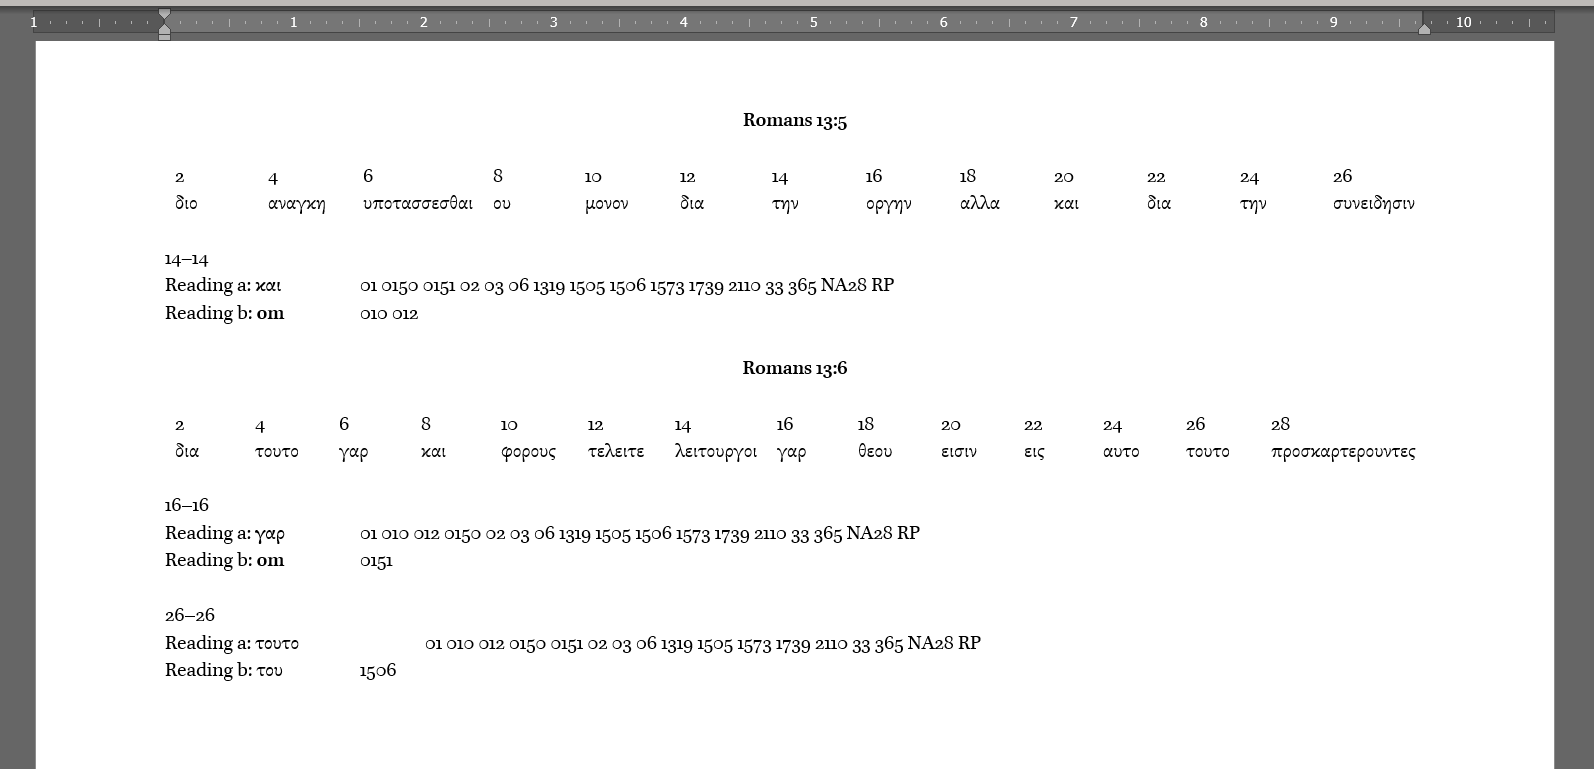 1 1 2 3 4 5 6 7 8 9 10
Romans 13:5
2 4 6 8 10 12 14 16 18 20 22 24 26
διο αναγκη υποτασσεσθαι ου μονον δια την οργην αλλα και δια την συνειδησιν
14–14
Reading a: και 01 0150 0151 02 03 06 1319 1505 1506 1573 1739 2110 33 365 NA28 RP
Reading b: om 010 012
Romans 13:6
2 4 6 8 10 12 14 16 18 20 22 24 26 28
δια τουτο γαρ και φορους τελειτε λειτουργοι γαρ θεου εισιν εις αυτο τουτο προσκαρτερουντες
16–16
Reading a: γαρ 01 010 012 0150 02 03 06 1319 1505 1506 1573 1739 2110 33 365 NA28 RP
Reading b: om 0151
26–26
Reading a: τουτο 01 010 012 0150 0151 02 03 06 1319 1505 1573 1739 2110 33 365 NA28 RP
Reading b: του 1506